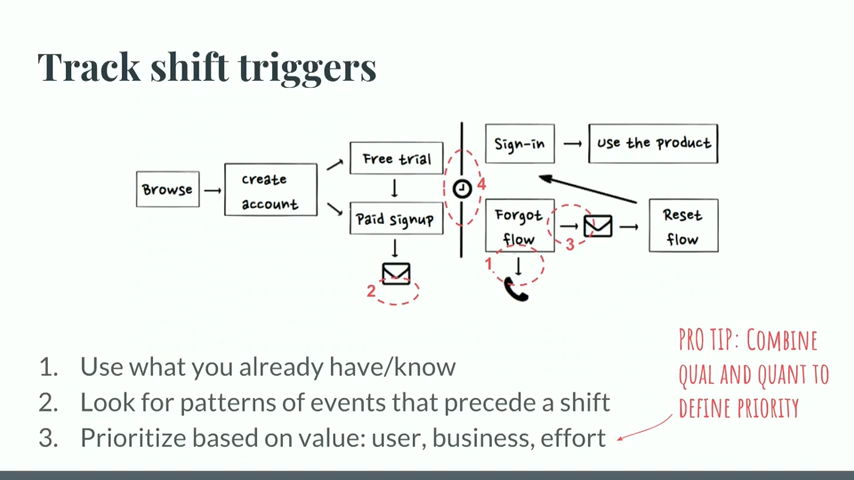 Track shift triggers
Browse
create
account
Free trial
Paid signup
2
4
Sign-in
use the product
Forgot
flow
1
3
Reset
flow
1. Use what you already have/know
2. Look for patterns of events that precede a shift
3. Prioritize based on value: user, business, effort
PRO TIP: COMBINE
QUAL AND QUANT TO
DEFINE PRIORITY